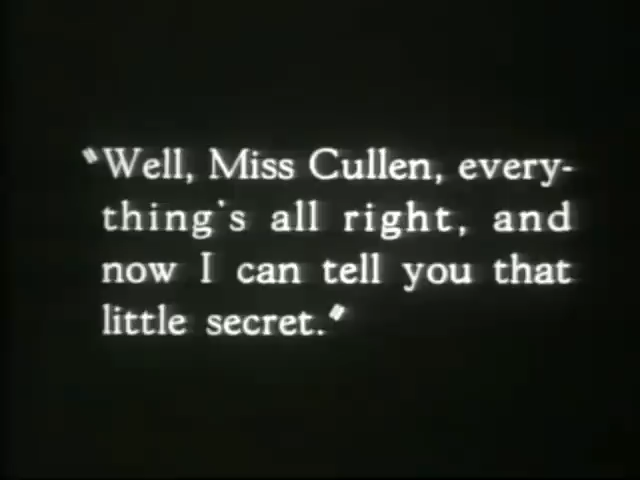 "Well, Miss Cullen, every-
thing's all right, and
now I can tell you that
little secret."